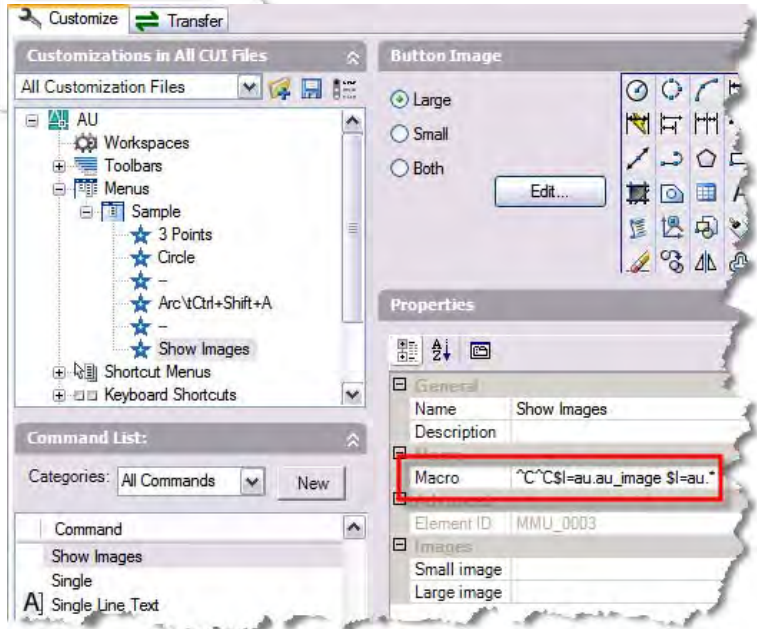 Customize
Transfer
Customizations in All CUI Files
All Customization Files
AU
Workspaces
Toolbars
Menus
Sample
3 Points
Circle
--
Arc\tCtrl+Shift+A
--
Show Images
Shortcut Menus
Keyboard Shortcuts
Command List:
Categories:
All Commands
New
Command
Show Images
Single
A] Single Line Text
Button Image
Large
Small
Both
Edit...
Properties
General
Name Show Images
Description
Macro ^C^C$I=au.au_image $I=au.*
Advanced
Element ID MMU_0003
Images
Small image
Large image